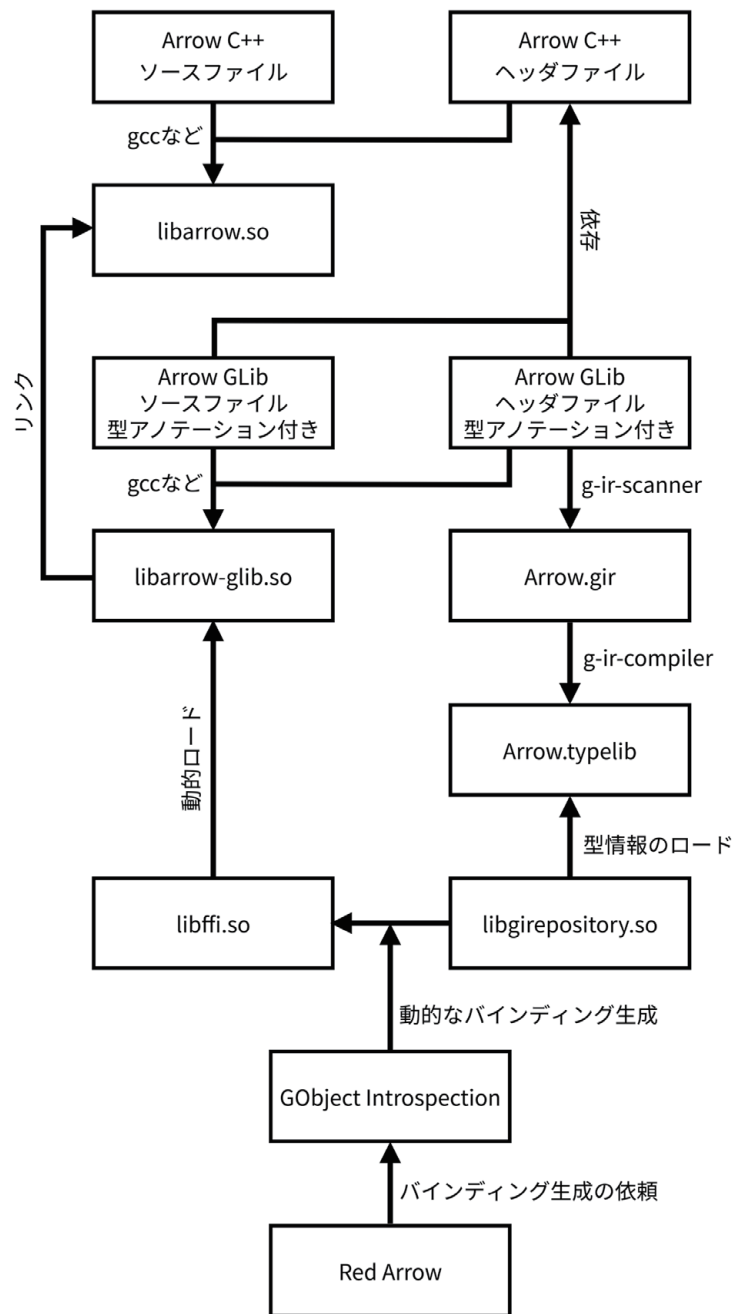 Arrow C++
ソースファイル
Arrow C++
ヘッダファイル
gccなど
libarrow.so
依存
リンク
Arrow GLib
ソースファイル
型アノテーション付き
Arrow GLib
ヘッダファイル
型アノテーション付き
gccなど
g-ir-scanner
libarrow-glib.so
Arrow.gir
g-ir-compiler
動的ロード
Arrow.typelib
型情報のロード
libffi.so
libgirepository.so
動的なバインディング生成
GObject Introspection
バインディング生成の依頼
Red Arrow